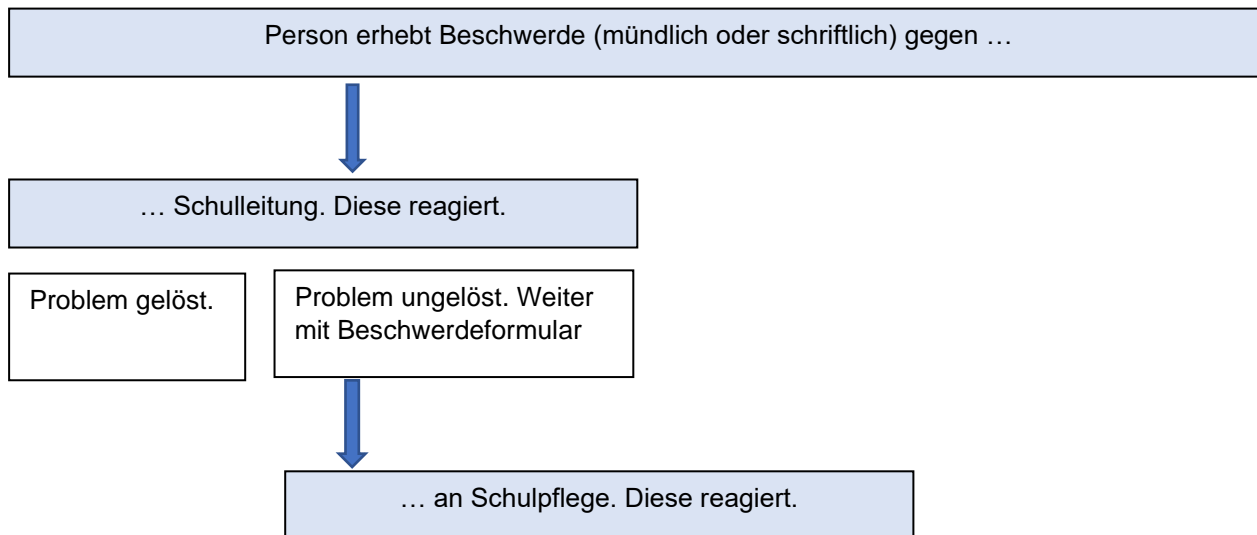 Person erhebt Beschwerde (mündlich oder schriftlich) gegen …
… Schulleitung. Diese reagiert.
Problem gelöst.
Problem ungelöst. Weiter
mit Beschwerdeformular
… an Schulpflege. Diese reagiert.